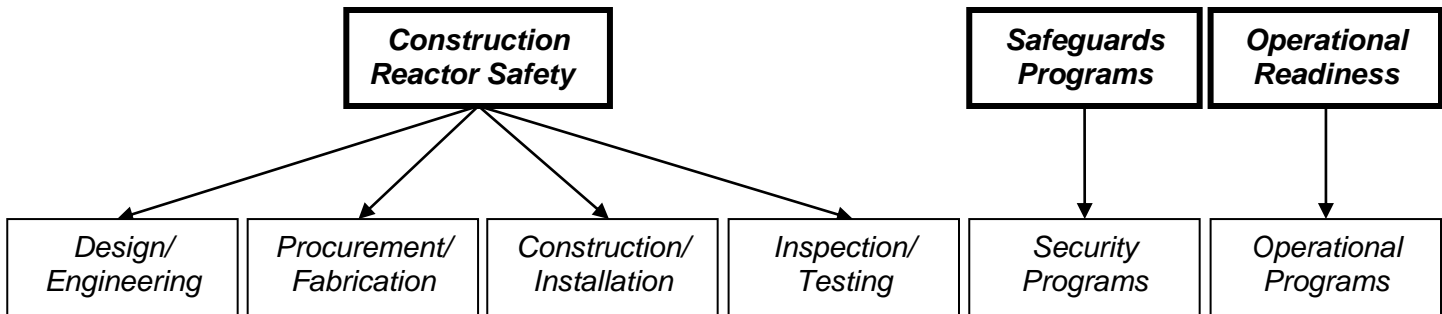 Construction
Reactor Safety
Safeguards
Programs
Operational
Readiness
Design/
Engineering
Procurement/
Fabrication
Construction/
Installation
Inspection/
Testing
Security
Programs
Operational
Programs